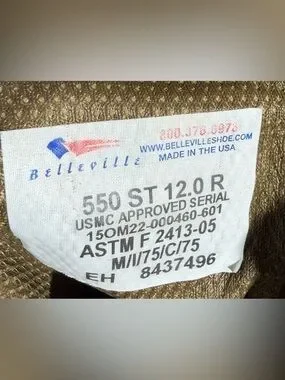 800.376.6978
Belleville
WWW.BELLEVILLESHOE.COM
MADE IN THE USA
550 ST 12.0 R
USMC APPROVED SERIAL
15OM22-000460-601
ASTM F 2413-05
M/I/75/C/75
EH 8437496